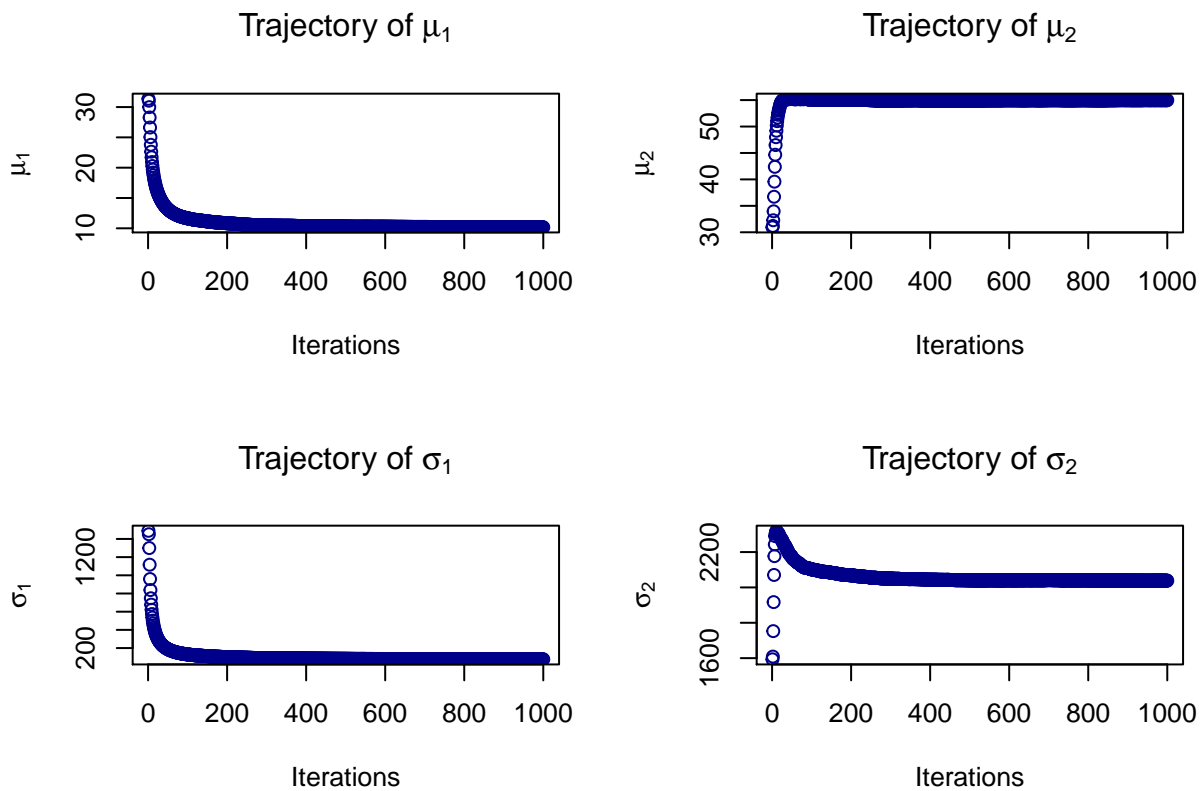 Trajectory of μ₁
μ₁
30
20
10
0 200 400 600 800 1000
Iterations
Trajectory of μ₂
μ₂
50
40
30
0 200 400 600 800 1000
Iterations
Trajectory of σ₁
σ₁
1200
200
0 200 400 600 800 1000
Iterations
Trajectory of σ₂
σ₂
2200
1600
0 200 400 600 800 1000
Iterations